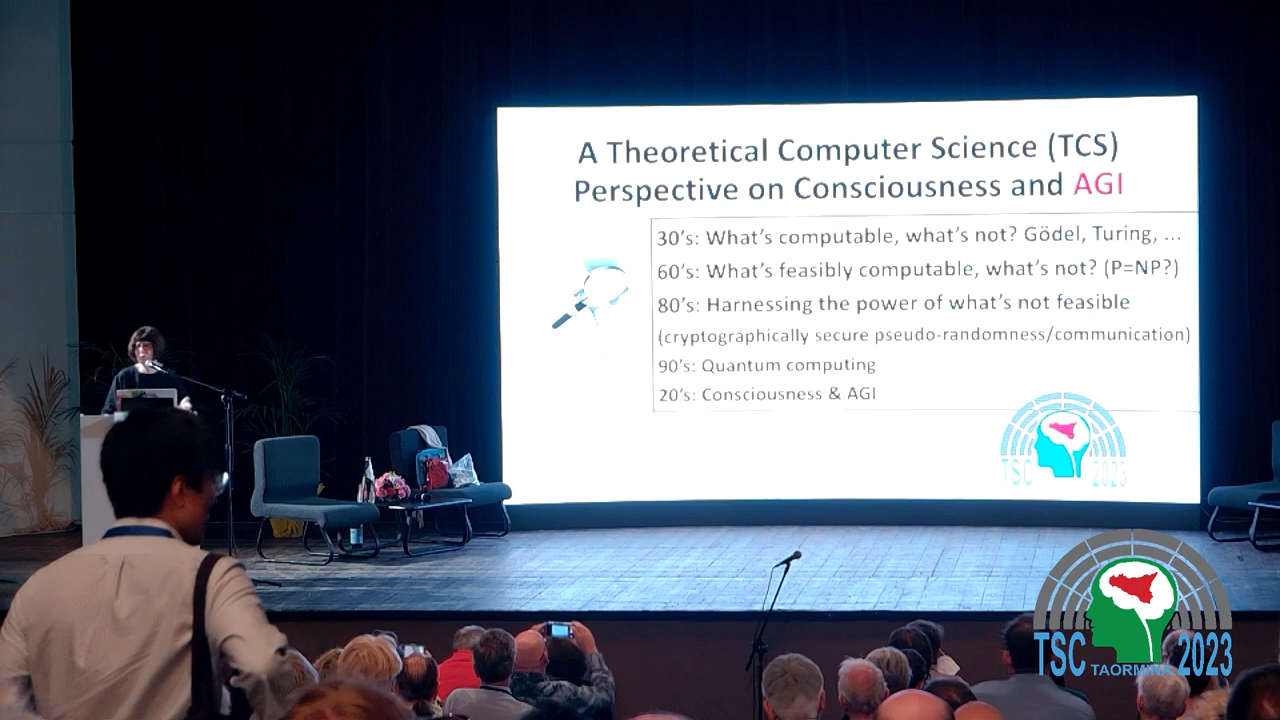 A Theoretical Computer Science (TCS)
Perspective on Consciousness and AGI
30's: What's computable, what's not? Gödel, Turing, ...
60's: What's feasibly computable, what's not? (P=NP?)
80's: Harnessing the power of what's not feasible
(cryptographically secure pseudo-randomness/communication)
90's: Quantum computing
20's: Consciousness & AGI
TSC 2023
TSC TAORMINA 2023